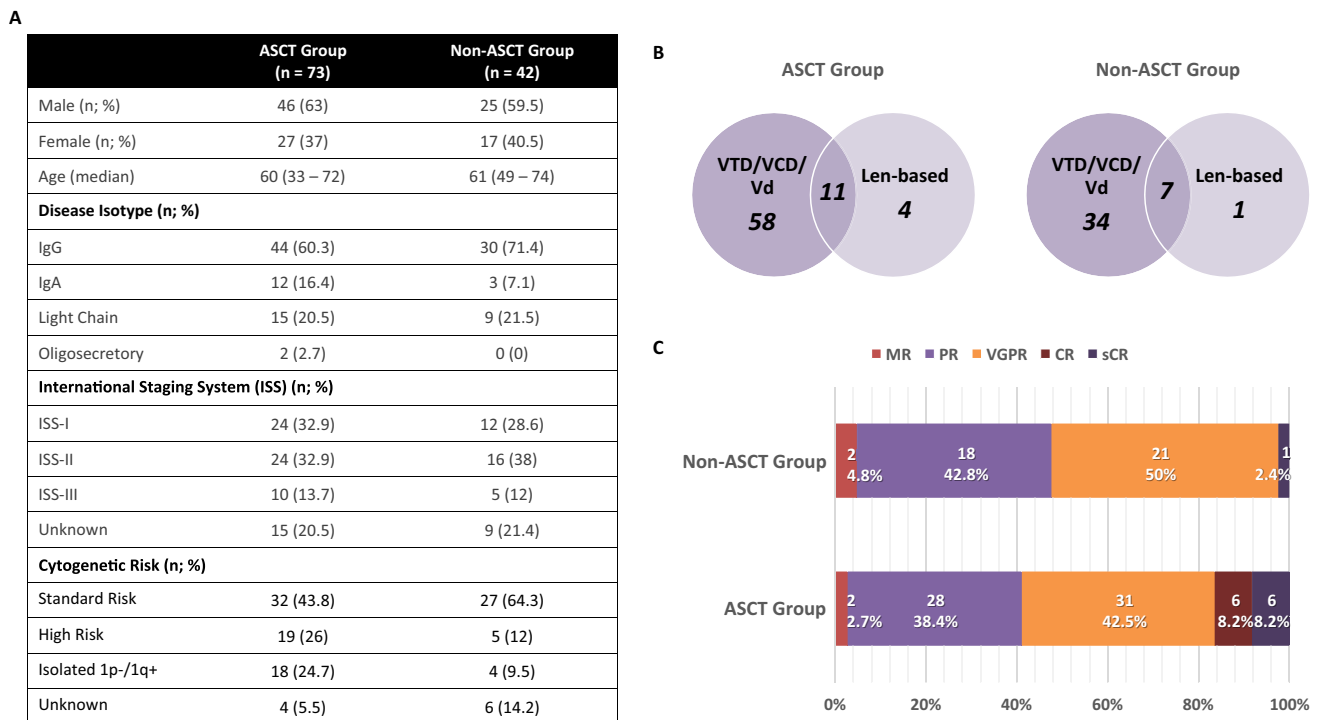 A
ASCT Group Non-ASCT Group
(n = 73) (n = 42)
Male (n; %) 46 (63) 25 (59.5)
Female (n; %) 27 (37) 17 (40.5)
Age (median) 60 (33 – 72) 61 (49 – 74)
Disease Isotype (n; %)
IgG 44 (60.3) 30 (71.4)
IgA 12 (16.4) 3 (7.1)
Light Chain 15 (20.5) 9 (21.5)
Oligosecretory 2 (2.7) 0 (0)
International Staging System (ISS) (n; %)
ISS-I 24 (32.9) 12 (28.6)
ISS-II 24 (32.9) 16 (38)
ISS-III 10 (13.7) 5 (12)
Unknown 15 (20.5) 9 (21.4)
Cytogenetic Risk (n; %)
Standard Risk 32 (43.8) 27 (64.3)
High Risk 19 (26) 5 (12)
Isolated 1p-/1q+ 18 (24.7) 4 (9.5)
Unknown 4 (5.5) 6 (14.2)
B
ASCT Group
VTD/VCD/
Vd
58
11
Len-based
4
Non-ASCT Group
VTD/VCD/
Vd
34
7
Len-based
1
C
MR PR VGPR CR sCR
Non-ASCT Group
2 18 21 1
4.8% 42.8% 50% 2.4%
ASCT Group
2 28 31 6 6
2.7% 38.4% 42.5% 8.2% 8.2%
0% 20% 40% 60% 80% 100%